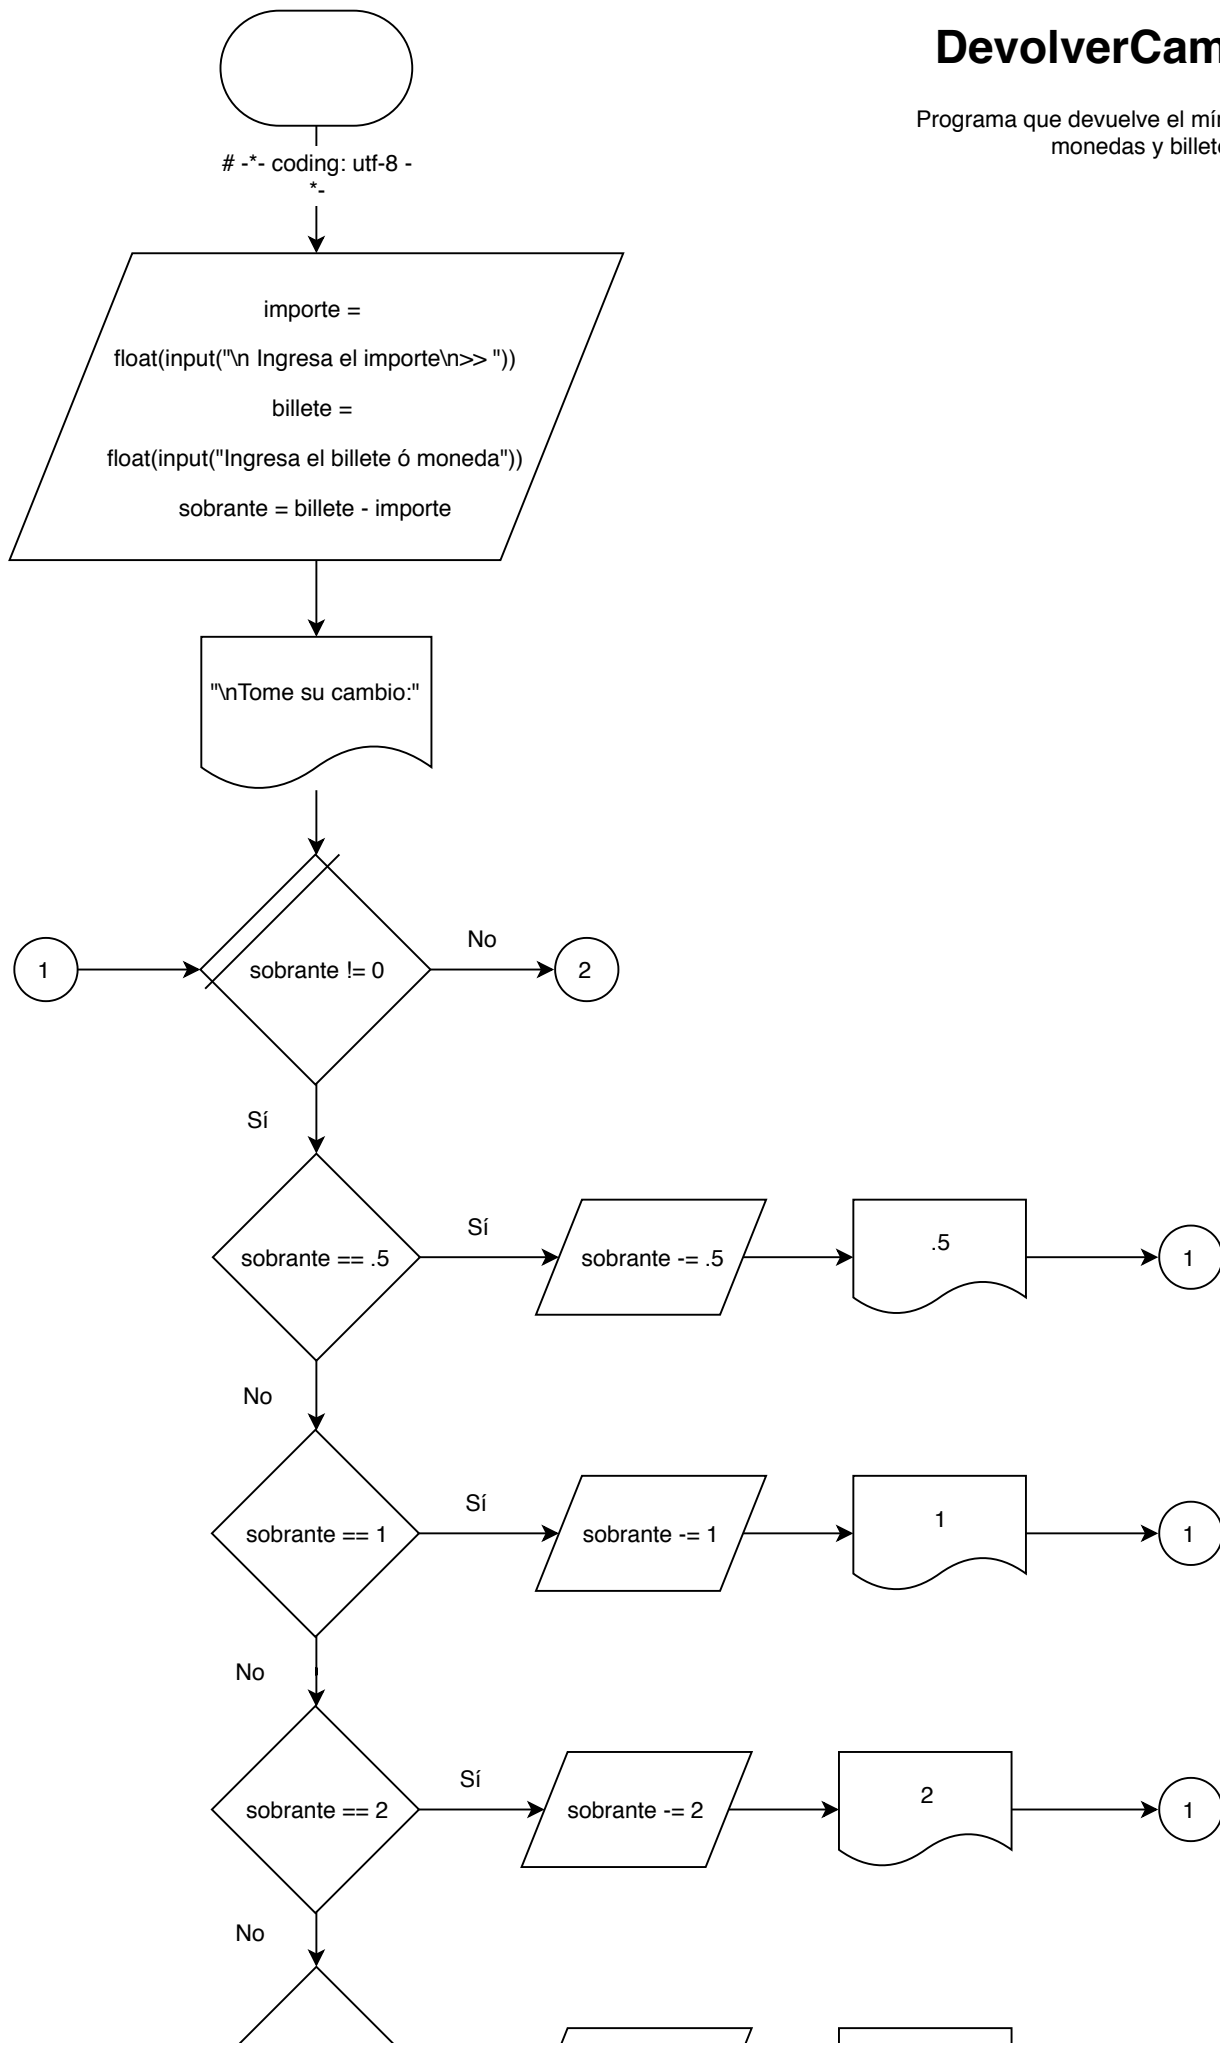 DevolverCam
Programa que devuelve el mín
monedas y billete
# -*- coding: utf-8 -
*-
importe =
float(input("\n Ingresa el importe\n>> "))
billete =
float(input("Ingresa el billete ó moneda"))
sobrante = billete - importe
"\nTome su cambio:"
No
1
sobrante != 0
2
Sí
Sí
sobrante == .5
sobrante -= .5
.5
1
No
Sí
sobrante == 1
sobrante -= 1
1
1
No
Sí
sobrante == 2
sobrante -= 2
2
1
No